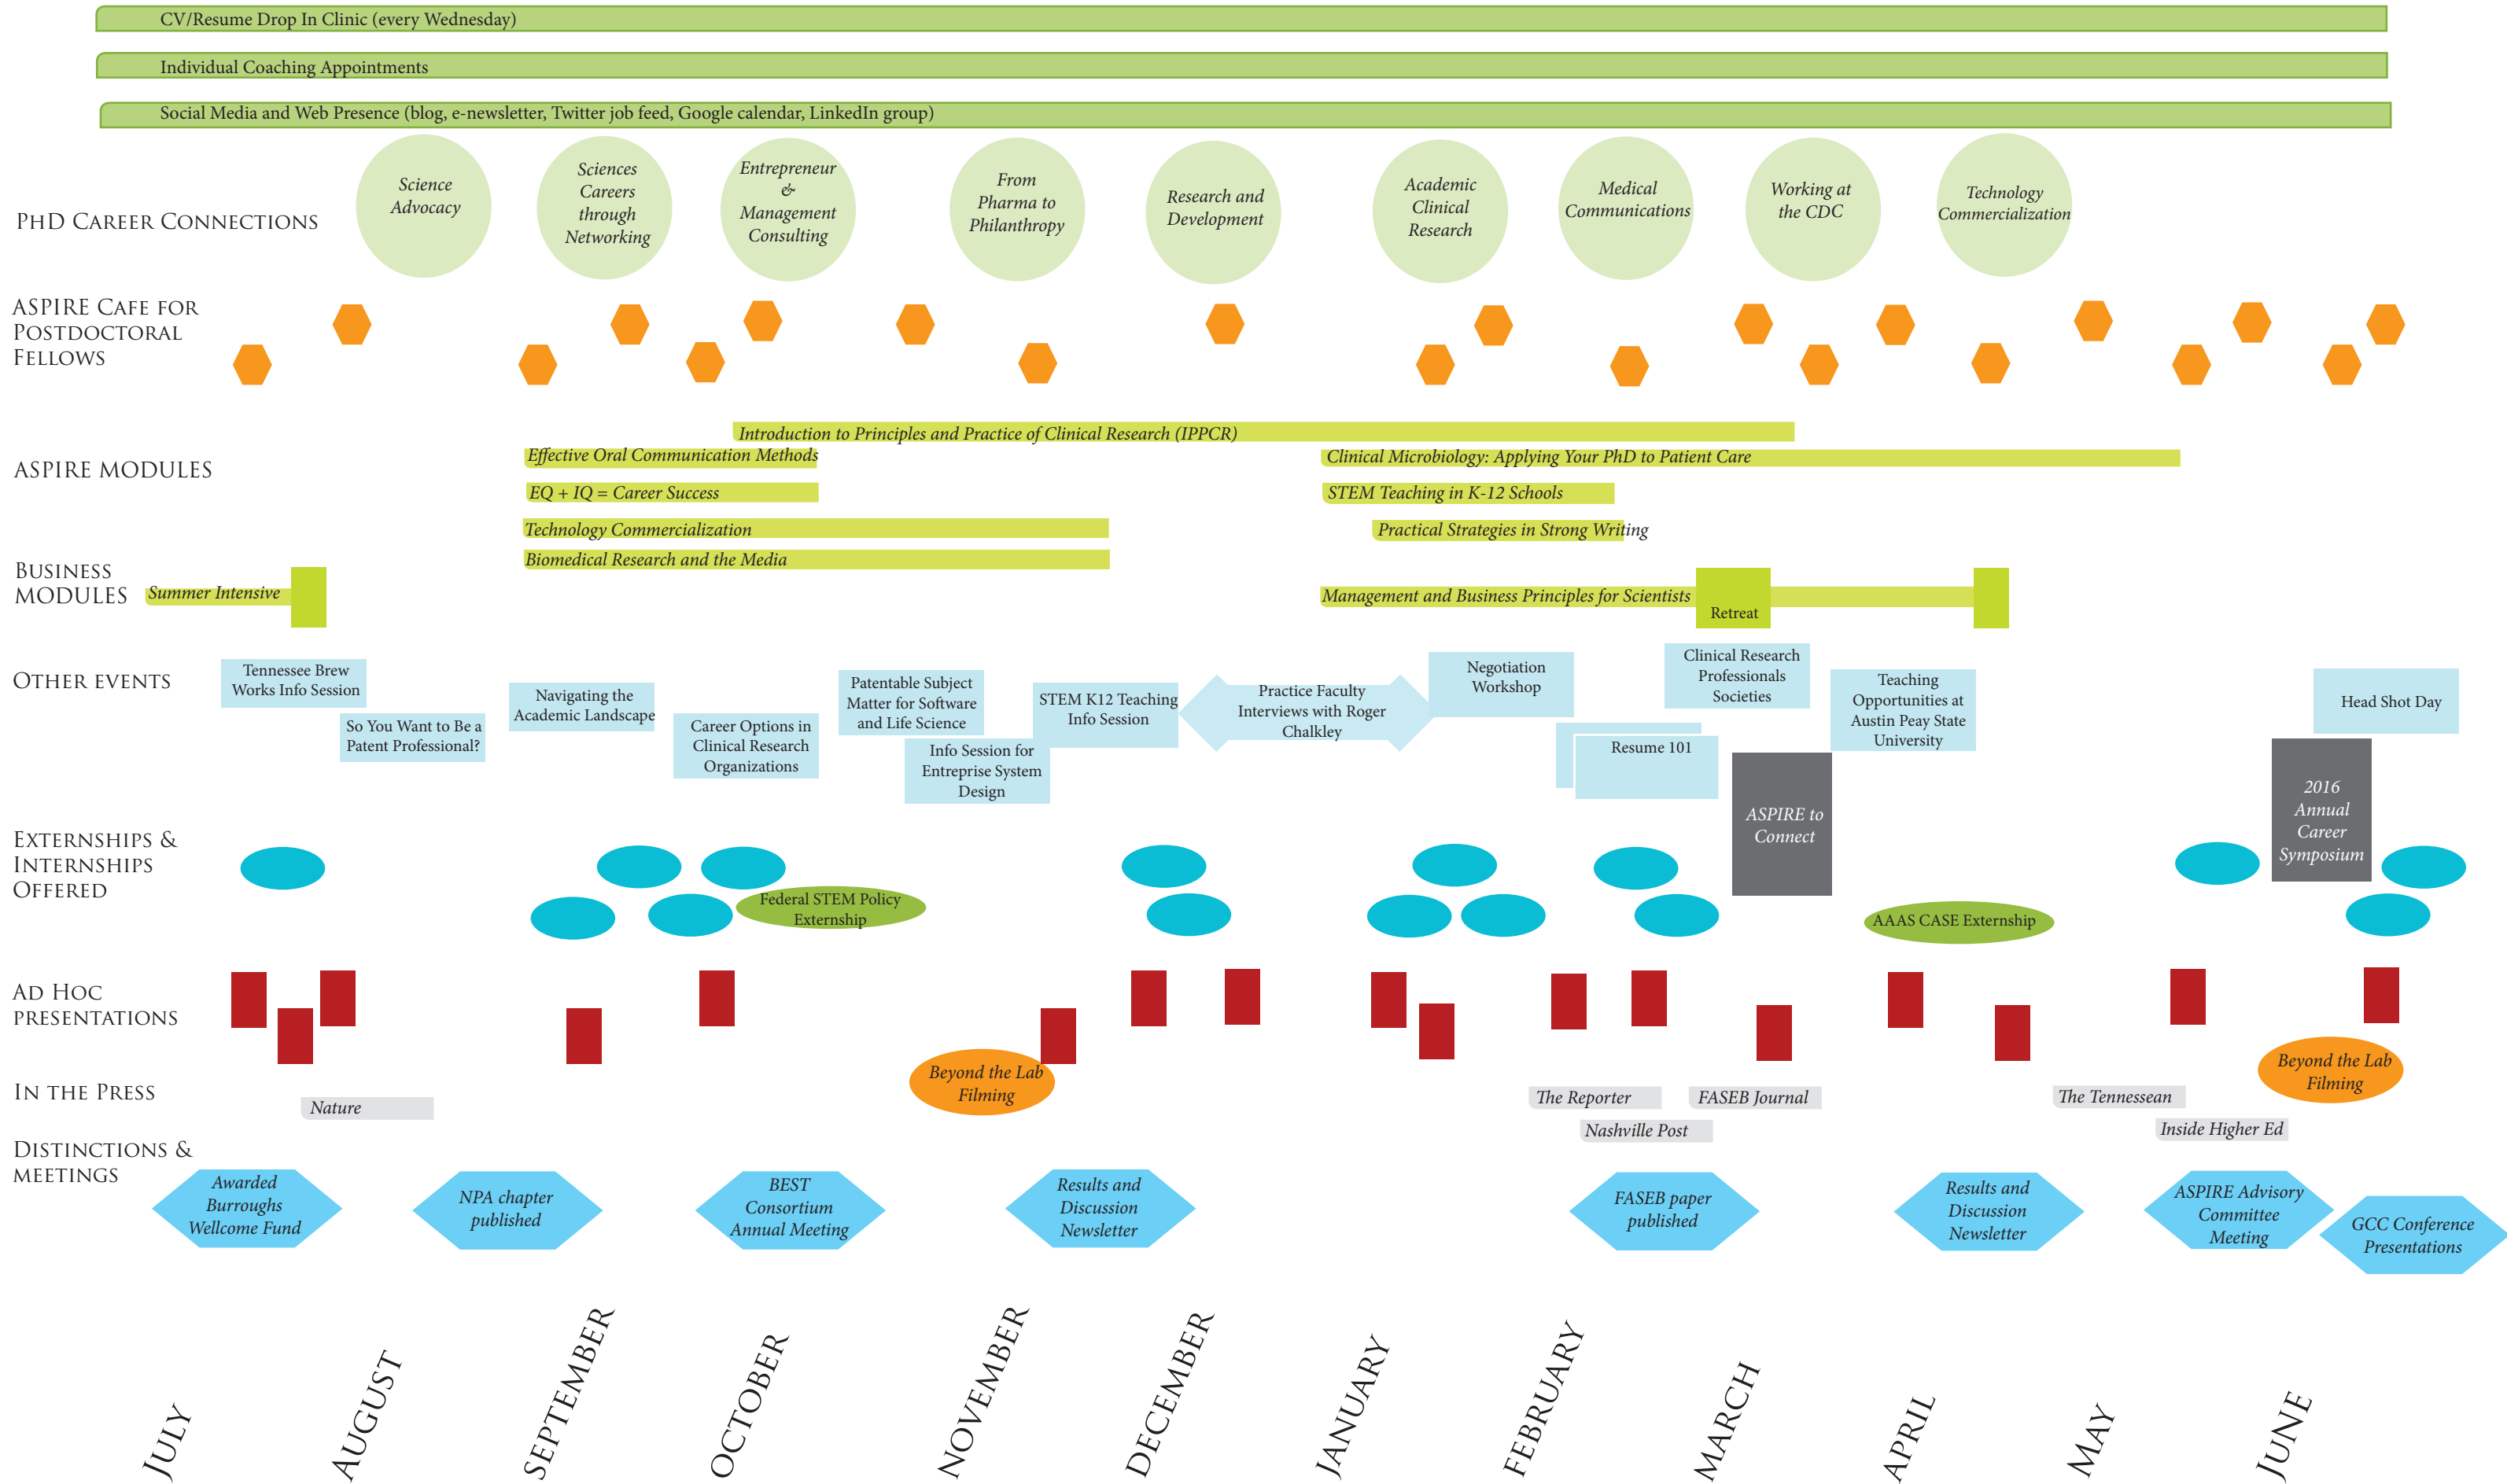 CV/Resume Drop In Clinic (every Wednesday)
Individual Coaching Appointments
Social Media and Web Presence (blog, e-newsletter, Twitter job feed, Google calendar, LinkedIn group)
PhD Career Connections
Science
Advocacy
Sciences
Careers
through
Networking
Entrepreneur
&
Management
Consulting
From
Pharma to
Philanthropy
Research and
Development
Academic
Clinical
Research
Medical
Communications
Working at
the CDC
Technology
Commercialization
ASPIRE Cafe for
Postdoctoral
Fellows
ASPIRE Modules
Introduction to Principles and Practice of Clinical Research (IPPCR)
Effective Oral Communication Methods
Clinical Microbiology: Applying Your PhD to Patient Care
EQ + IQ = Career Success
STEM Teaching in K-12 Schools
Technology Commercialization
Practical Strategies in Strong Writing
Biomedical Research and the Media
Business
Modules
Summer Intensive
Management and Business Principles for Scientists
Retreat
Other events
Tennessee Brew
Works Info Session
So You Want to Be a
Patent Professional?
Navigating the
Academic Landscape
Career Options in
Clinical Research
Organizations
Patentable Subject
Matter for Software
and Life Science
Info Session for
Entreprise System
Design
STEM K12 Teaching
Info Session
Practice Faculty
Interviews with Roger
Chalkley
Negotiation
Workshop
Resume 101
Clinical Research
Professionals
Societies
Teaching
Opportunities at
Austin Peay State
University
Head Shot Day
ASPIRE to
Connect
2016
Annual
Career
Symposium
Externships &
Internships
Offered
Federal STEM Policy
Externship
AAAS CASE Externship
Ad Hoc
presentations
In the Press
Nature
Beyond the Lab
Filming
The Reporter
Nashville Post
FASEB Journal
The Tennessean
Inside Higher Ed
Beyond the Lab
Filming
Distinctions &
meetings
Awarded
Burroughs
Wellcome Fund
NPA chapter
published
BEST
Consortium
Annual Meeting
Results and
Discussion
Newsletter
FASEB paper
published
Results and
Discussion
Newsletter
ASPIRE Advisory
Committee
Meeting
GCC Conference
Presentations
JULY
AUGUST
SEPTEMBER
OCTOBER
NOVEMBER
DECEMBER
JANUARY
FEBRUARY
MARCH
APRIL
MAY
JUNE